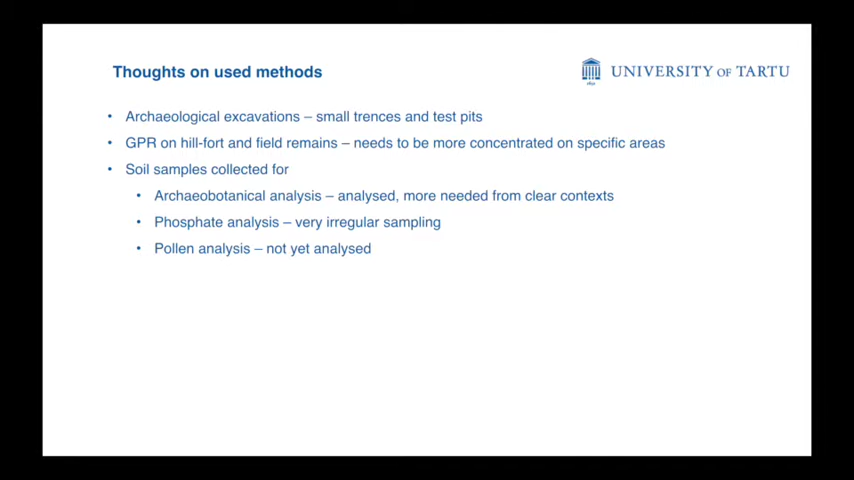 Thoughts on used methods
UNIVERSITY OF TARTU
• Archaeological excavations – small trences and test pits
• GPR on hill-fort and field remains – needs to be more concentrated on specific areas
• Soil samples collected for
• Archaeobotanical analysis – analysed, more needed from clear contexts
• Phosphate analysis – very irregular sampling
• Pollen analysis – not yet analysed